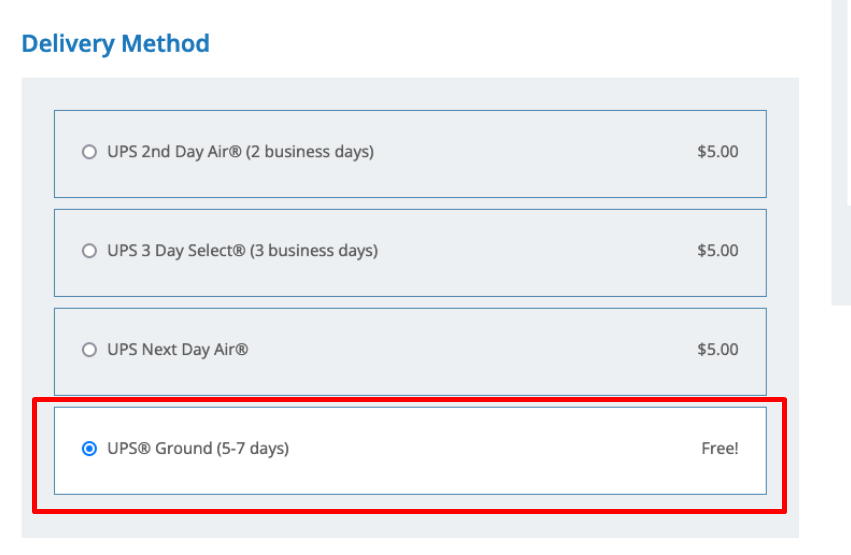 Delivery Method
UPS 2nd Day Air® (2 business days) $5.00
UPS 3 Day Select® (3 business days) $5.00
UPS Next Day Air® $5.00
UPS® Ground (5-7 days) Free!